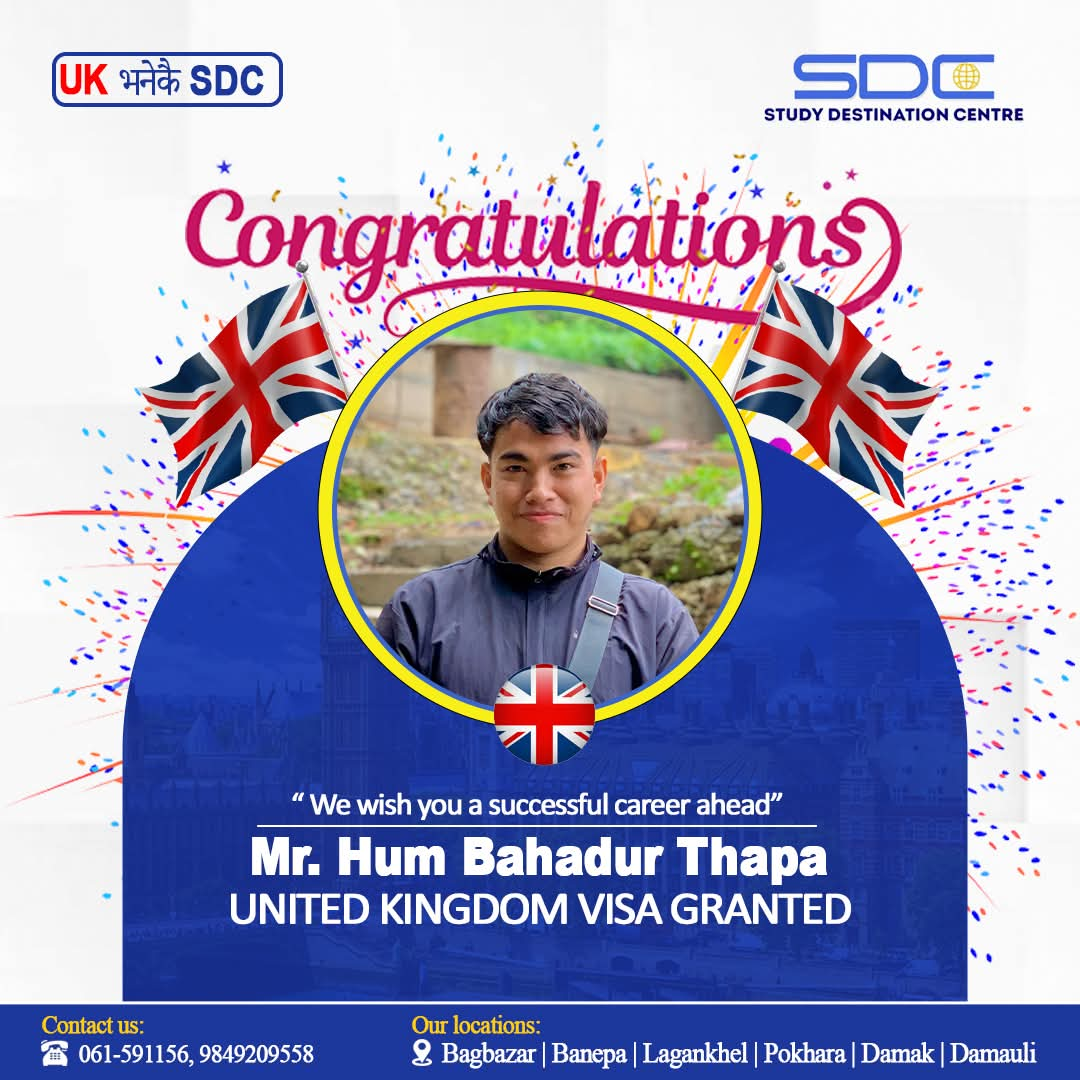 UK भनेकै SDC
SDC
STUDY DESTINATION CENTRE
Congratulations
“ We wish you a successful career ahead”
Mr. Hum Bahadur Thapa
UNITED KINGDOM VISA GRANTED
Contact us:
061-591156, 9849209558
Our locations:
Bagbazar | Banepa | Lagankhel | Pokhara | Damak | Damauli